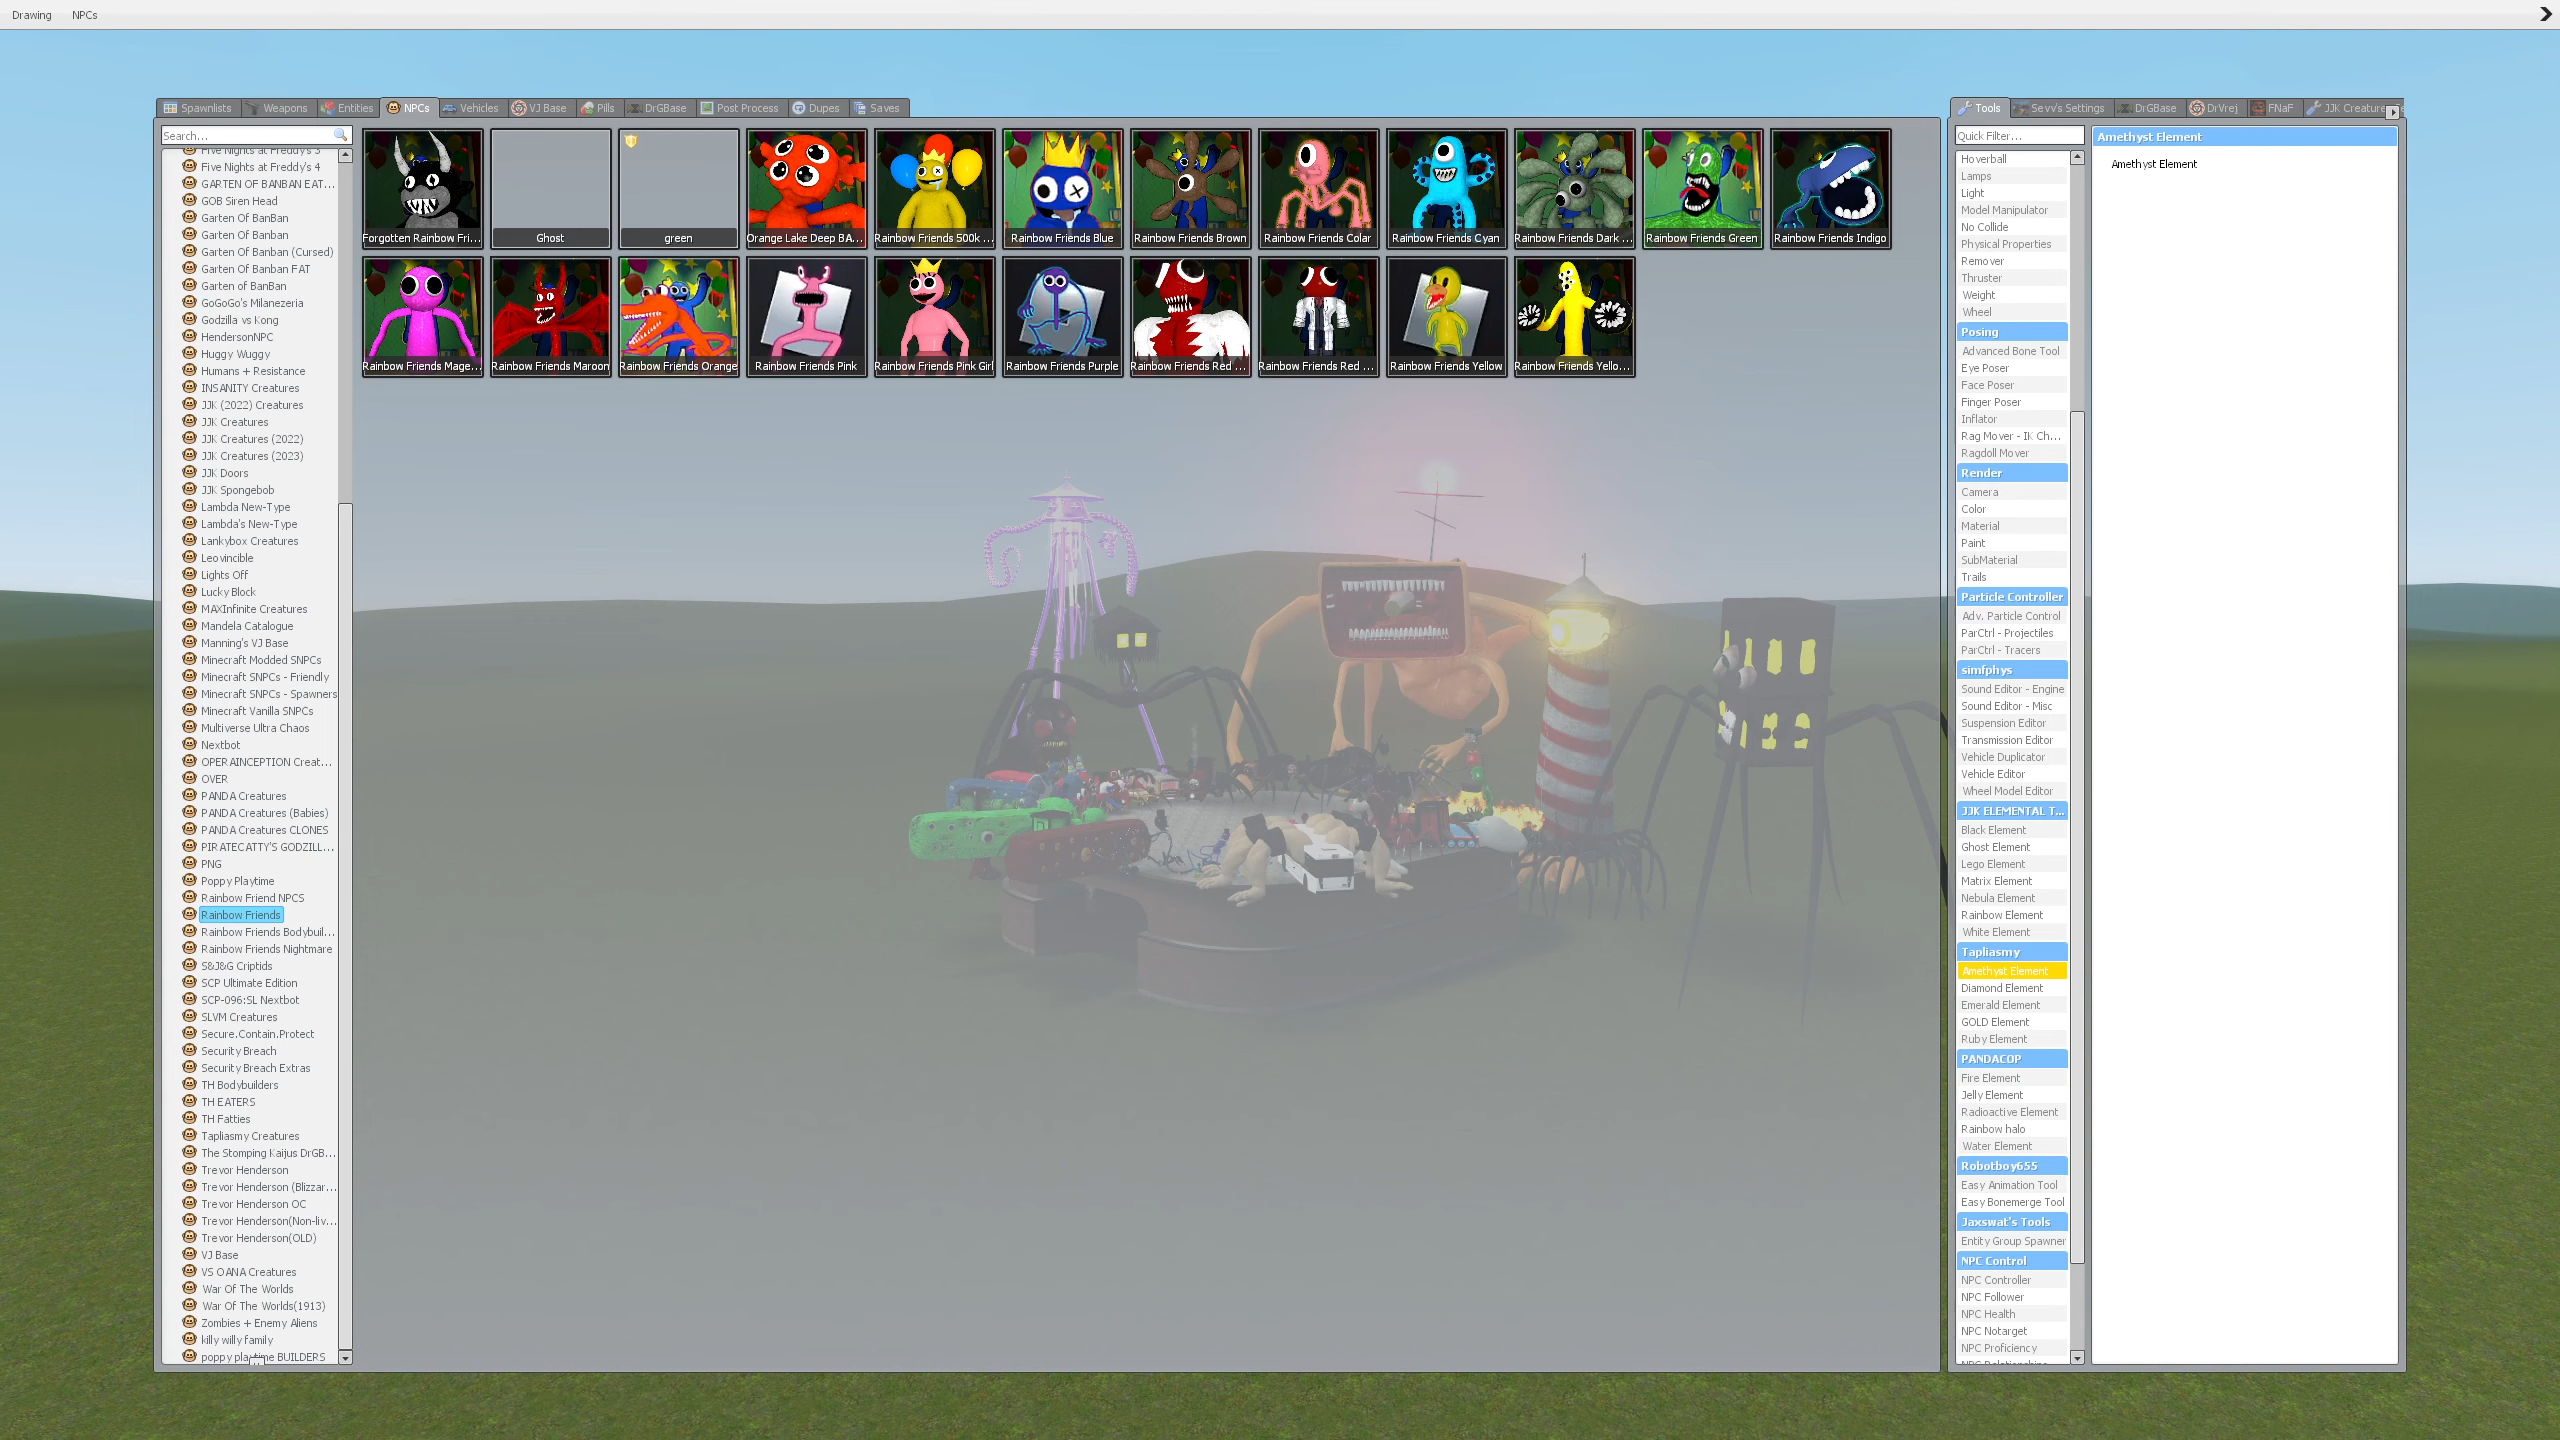 Drawing NPCs
Spawnlists Weapons Entities NPCs Vehicles VJ Base Pills DrGBase Post Process Dupes Saves
Search...
Five Nights at Freddy's 3
Five Nights at Freddy's 4
GARTEN OF BANBAN EAT...
GOB Siren Head
Garten Of BanBan
Garten Of Banban
Garten Of Banban (Cursed)
Garten Of Banban FAT
Garten of BanBan
GoGoGo's Milanezeria
Godzilla vs Kong
HendersonNPC
Huggy Wuggy
Humans + Resistance
INSANITY Creatures
JJK (2022) Creatures
JJK Creatures
JJK Creatures (2022)
JJK Creatures (2023)
JJK Doors
JJK Spongebob
Lambda New-Type
Lambda's New-Type
Lankybox Creatures
Leovincible
Lights Off
Lucky Block
MAXInfinite Creatures
Mandela Catalogue
Manning's VJ Base
Minecraft Modded SNPCs
Minecraft SNPCs - Friendly
Minecraft SNPCs - Spawners
Minecraft Vanilla SNPCs
Multiverse Ultra Chaos
Nextbot
OPERAINCEPTION Creat...
OVER
PANDA Creatures
PANDA Creatures (Babies)
PANDA Creatures CLONES
PIRATECATTY'S GODZILL...
PNG
Poppy Playtime
Rainbow Friend NPCS
Rainbow Friends
Rainbow Friends Bodybuil...
Rainbow Friends Nightmare
S&J&G Criptids
SCP Ultimate Edition
SCP-096:SL Nextbot
SLVM Creatures
Secure.Contain.Protect
Security Breach
Security Breach Extras
TH Bodybuilders
TH EATERS
TH Fatties
Tapliasmy Creatures
The Stomping Kaijus DrGB...
Trevor Henderson
Trevor Henderson (Blizzar...
Trevor Henderson OC
Trevor Henderson(Non-liv...
Trevor Henderson(OLD)
VJ Base
VS OANA Creatures
War Of The Worlds
War Of The Worlds(1913)
Zombies + Enemy Aliens
killy willy family
poppy playtime BUILDERS
Forgotten Rainbow Fri... Ghost green Orange Lake Deep BA... Rainbow Friends 500k ... Rainbow Friends Blue Rainbow Friends Brown Rainbow Friends Colar Rainbow Friends Cyan Rainbow Friends Dark ... Rainbow Friends Green Rainbow Friends Indigo
Rainbow Friends Mage... Rainbow Friends Maroon Rainbow Friends Orange Rainbow Friends Pink Rainbow Friends Pink Girl Rainbow Friends Purple Rainbow Friends Red ... Rainbow Friends Red ... Rainbow Friends Yellow Rainbow Friends Yello...
Tools Sevv's Settings DrGBase DrVrej FNaF JJK Creature
Quick Filter...
Hoverball
Lamps
Light
Model Manipulator
No Collide
Physical Properties
Remover
Thruster
Weight
Wheel
Posing
Advanced Bone Tool
Eye Poser
Face Poser
Finger Poser
Inflator
Rag Mover - IK Ch...
Ragdoll Mover
Render
Camera
Color
Material
Paint
SubMaterial
Trails
Particle Controller
Adv. Particle Control
ParCtrl - Projectiles
ParCtrl - Tracers
simfphys
Sound Editor - Engine
Sound Editor - Misc
Suspension Editor
Transmission Editor
Vehicle Duplicator
Vehicle Editor
Wheel Model Editor
JJK ELEMENTAL T...
Black Element
Ghost Element
Lego Element
Matrix Element
Nebula Element
Rainbow Element
White Element
Tapliasmy
Amethyst Element
Diamond Element
Emerald Element
GOLD Element
Ruby Element
PANDACOP
Fire Element
Jelly Element
Radioactive Element
Rainbow halo
Water Element
Robotboy655
Easy Animation Tool
Easy Bonemerge Tool
Jaxswat's Tools
Entity Group Spawner
NPC Control
NPC Controller
NPC Follower
NPC Health
NPC Notarget
NPC Proficiency
Amethyst Element
Amethyst Element